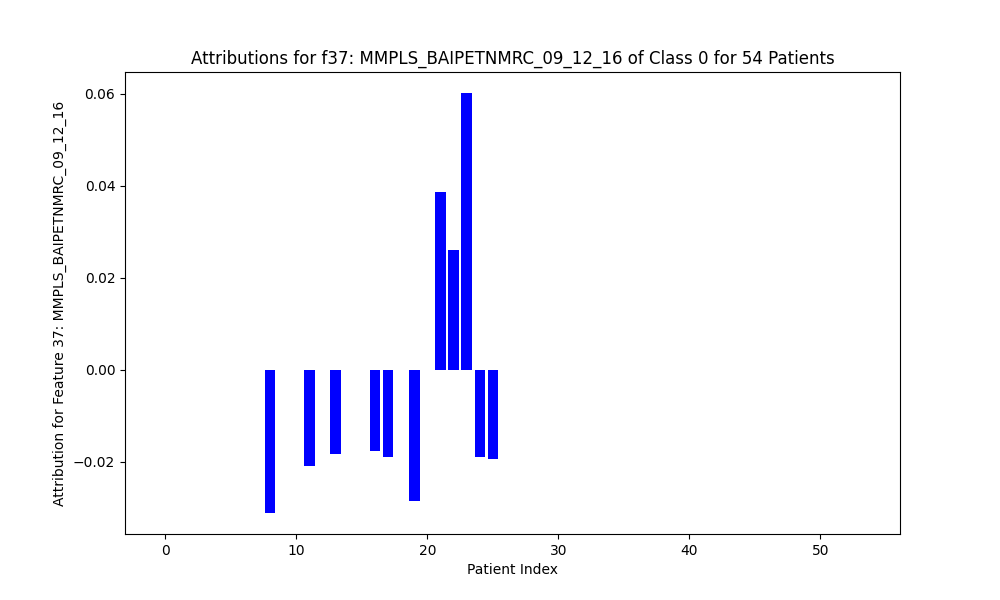 Attributions for f37: MMPLS_BAIPETNMRC_09_12_16 of Class 0 for 54 Patients
Attribution for Feature 37: MMPLS_BAIPETNMRC_09_12_16
0.06
0.04
0.02
0.00
−0.02
0 10 20 30 40 50
Patient Index